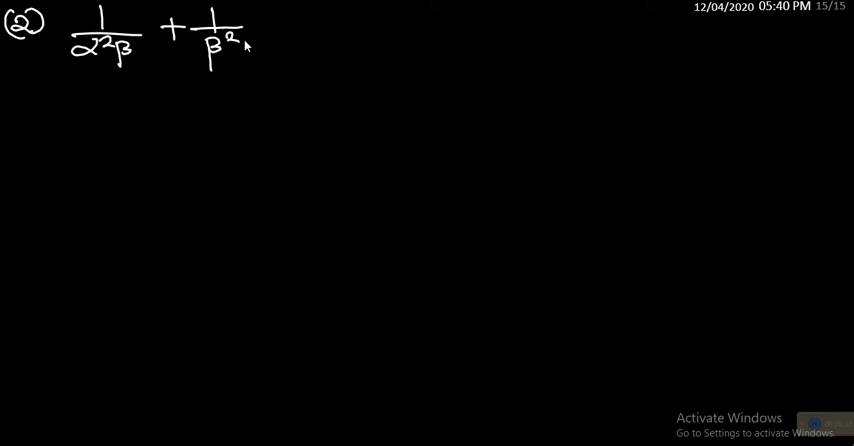 12/04/2020 05:40 PM 15/15
(2) 1/α²β + 1/β²
Activate Windows
Go to Settings to activate Windows.